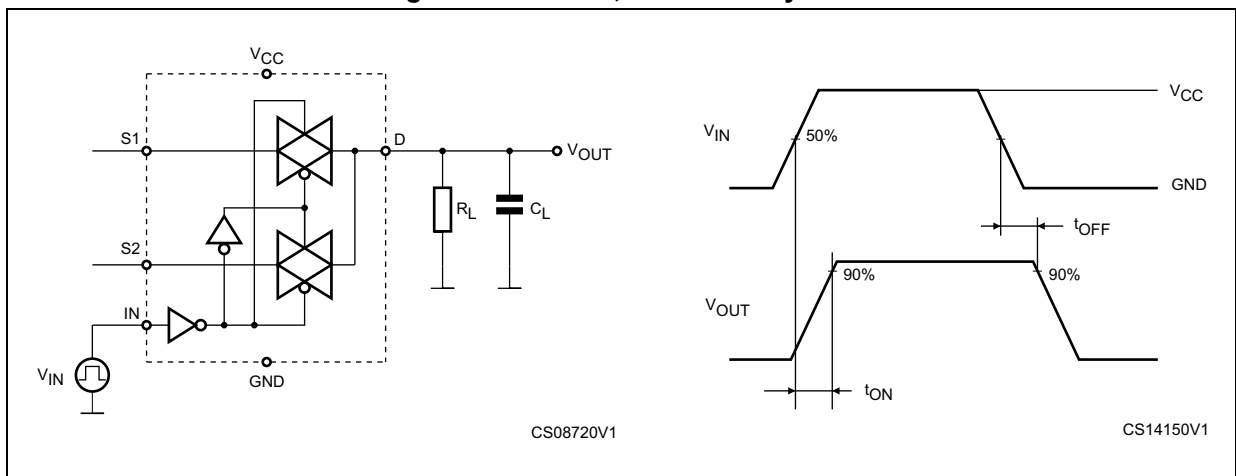 VCC
S1
D
VOUT
RL
CL
S2
IN
VIN
GND
CS08720V1
VCC
VIN
50%
GND
tOFF
90%
90%
VOUT
tON
CS14150V1